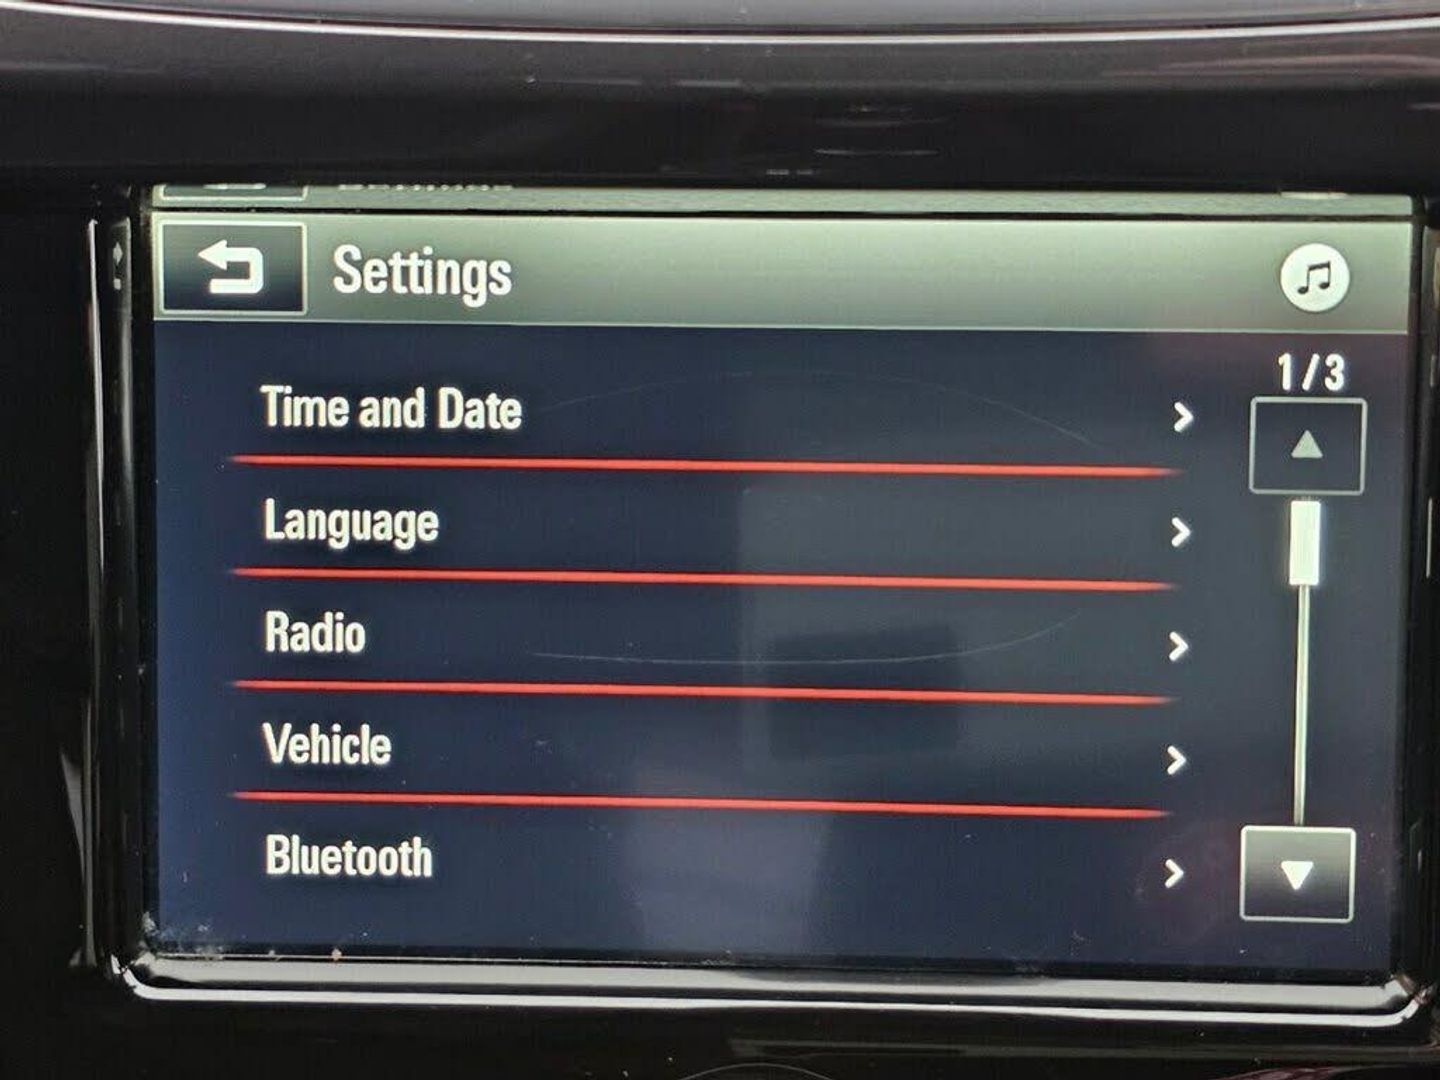 Settings
1/3
Time and Date
Language
Radio
Vehicle
Bluetooth